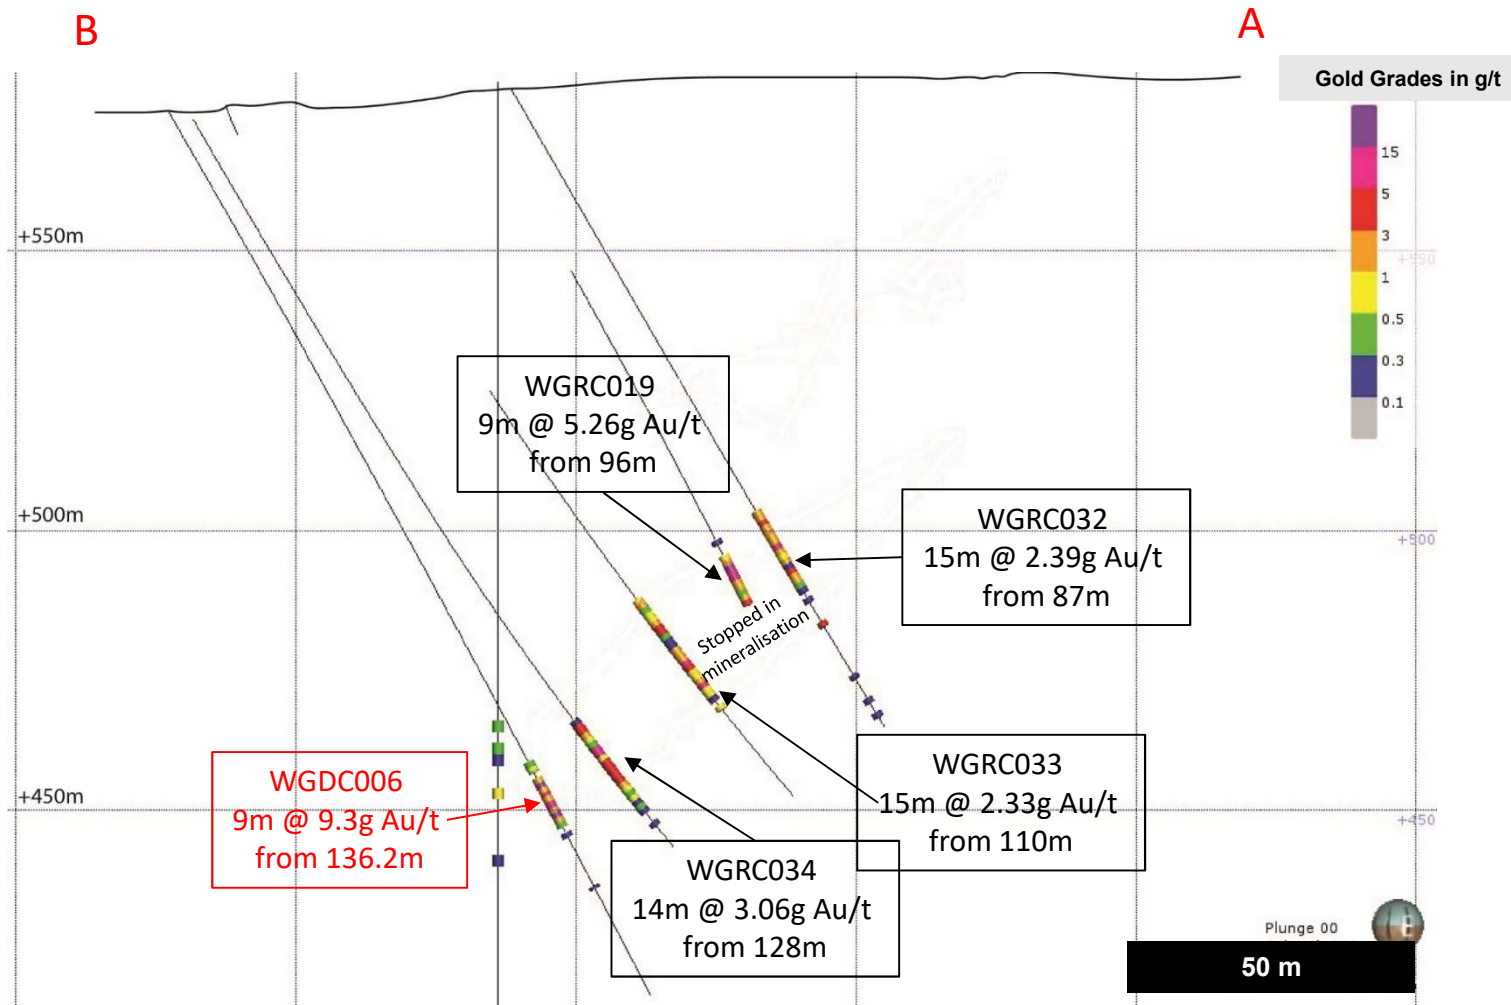 B
A
Gold Grades in g/t
15
5
3
1
0.5
0.3
0.1
+550m
+550
WGRC019
9m @ 5.26g Au/t
from 96m
+500m
+500
WGRC032
15m @ 2.39g Au/t
from 87m
Stopped in
mineralisation
WGRC033
15m @ 2.33g Au/t
from 110m
+450m
+450
WGDC006
9m @ 9.3g Au/t
from 136.2m
WGRC034
14m @ 3.06g Au/t
from 128m
Plunge 00
E
50 m